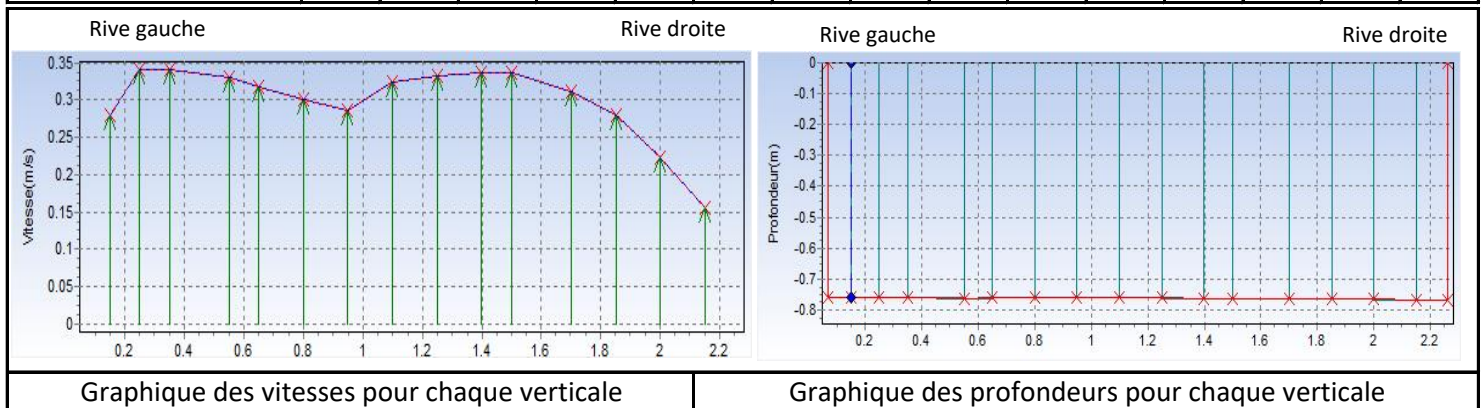 Rive gauche Rive droite
Vitesse(m/s)
0.35
0.3
0.25
0.2
0.15
0.1
0.05
0
0.2 0.4 0.6 0.8 1 1.2 1.4 1.6 1.8 2 2.2
Rive gauche Rive droite
Profondeur(m)
0
-0.1
-0.2
-0.3
-0.4
-0.5
-0.6
-0.7
-0.8
0.2 0.4 0.6 0.8 1 1.2 1.4 1.6 1.8 2 2.2
Graphique des vitesses pour chaque verticale
Graphique des profondeurs pour chaque verticale